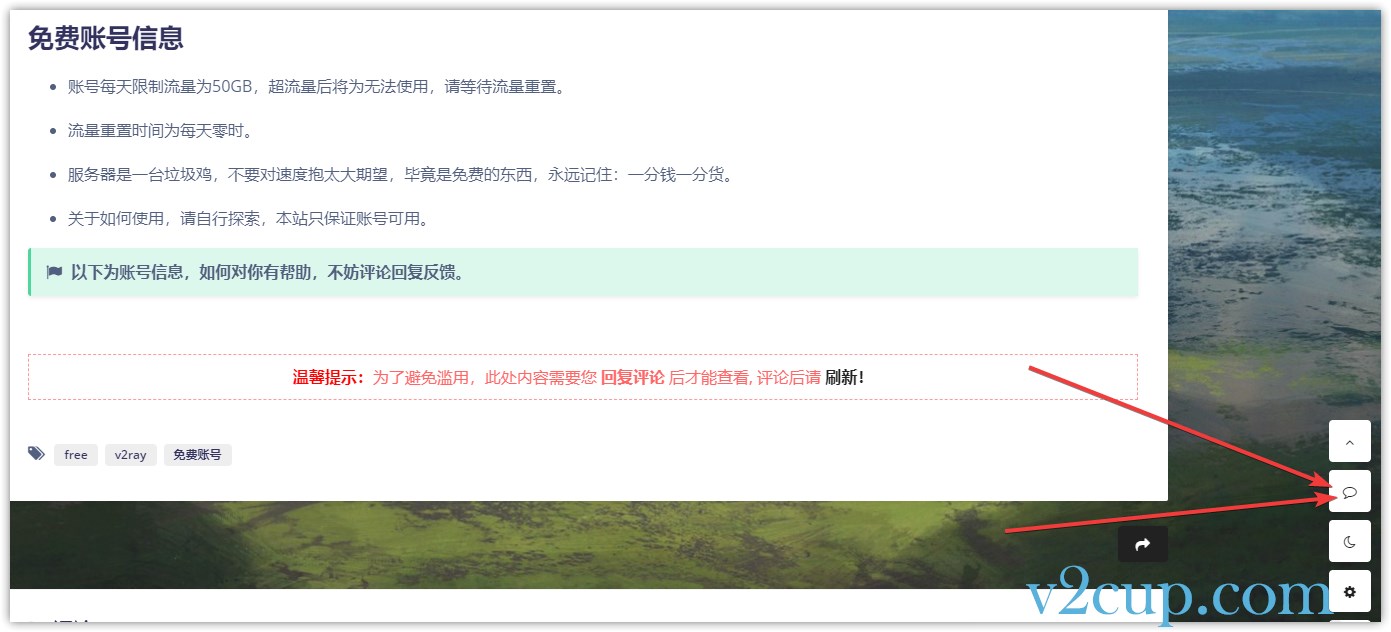 免费账号信息
账号每天限制流量为50GB，超流量后将为无法使用，请等待流量重置。
流量重置时间为每天零时。
服务器是一台垃圾鸡，不要对速度抱太大期望，毕竟是免费的东西，永远记住：一分钱一分货。
关于如何使用，请自行探索，本站只保证账号可用。
以下为账号信息，如何对你有帮助，不妨评论回复反馈。
温馨提示：为了避免滥用，此处内容需要您 回复评论 后才能查看, 评论后请 刷新！
free v2ray 免费账号
v2cup.com